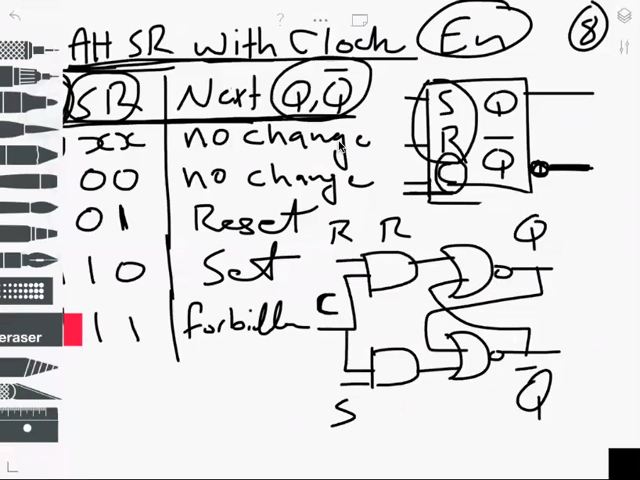 AH SR with Clock
En
8
SR Next Q, Q̅
xx no change
00 no change
01 Reset
10 Set
11 forbidden
S Q
R Q̅
C
R R Q
C
S Q̅
eraser